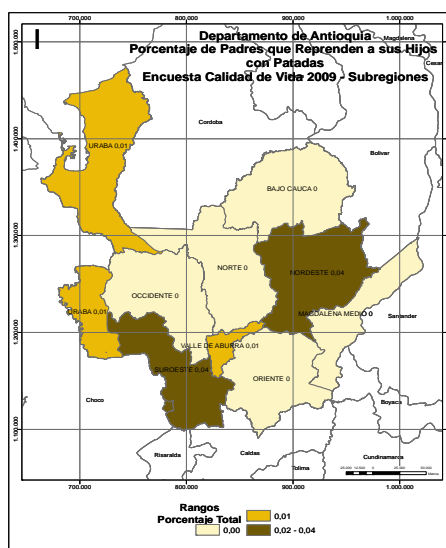 700.000 800.000 900.000 1.000.000
Departamento de Antioquia
Porcentaje de Padres que Reprenden a sus Hijos
con Patadas
Encuesta Calidad de Vida 2009 - Subregiones
Magdalena
Cesar
1.500.000
Cordoba
1.400.000
URABA 0,01
Bolivar
BAJO CAUCA 0
1.300.000
NORTE 0
NORDESTE 0,04
OCCIDENTE 0
URABA 0,01
MAGDALENA MEDIO 0
Santander
1.200.000
VALLE DE ABURRA 0,01
SUROESTE 0,04
ORIENTE 0
Choco
Boyaca
1.100.000
Risaralda
Caldas
Tolima
Cundinamarca
700.000 800.000 900.000 1.000.000
Rangos
Porcentaje Total
0,00
0,01
0,02 - 0,04